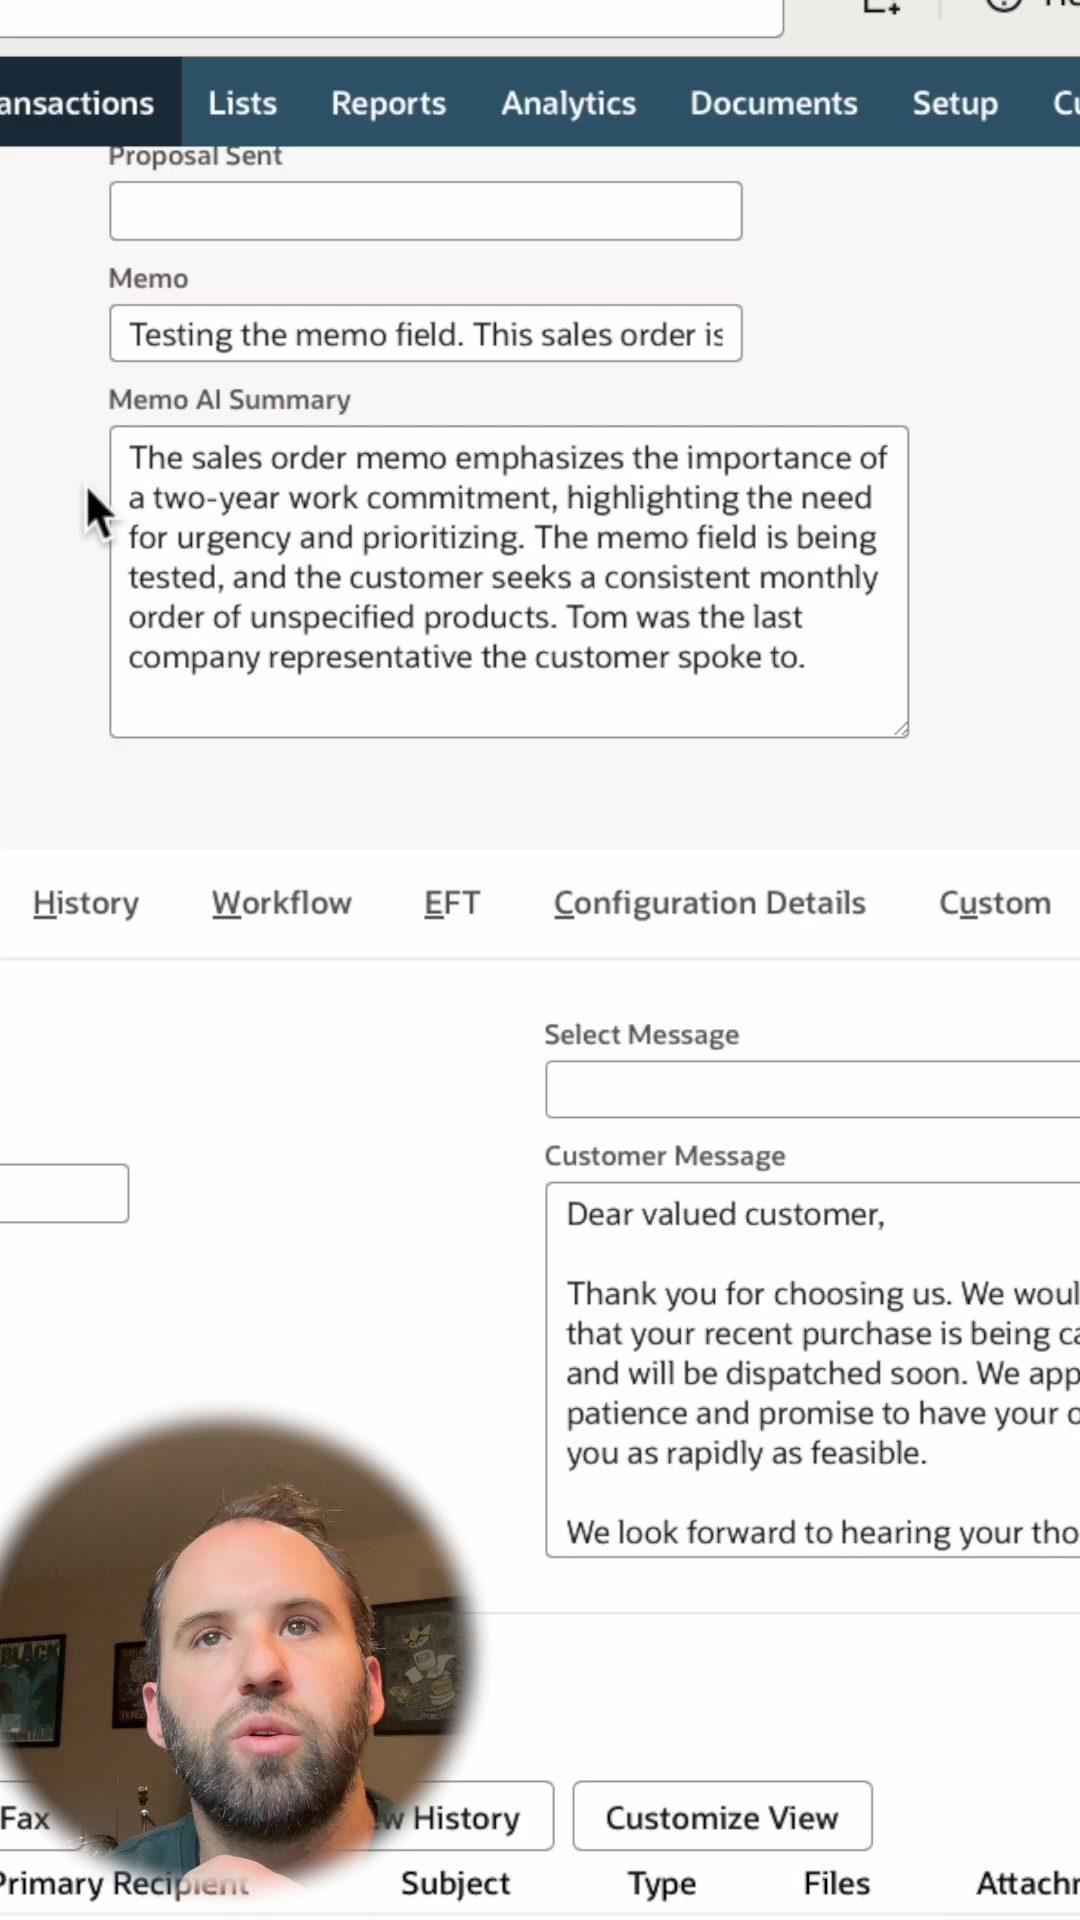 Transactions Lists Reports Analytics Documents Setup
Proposal Sent
Memo
Testing the memo field. This sales order is
Memo AI Summary
The sales order memo emphasizes the importance of
a two-year work commitment, highlighting the need
for urgency and prioritizing. The memo field is being
tested, and the customer seeks a consistent monthly
order of unspecified products. Tom was the last
company representative the customer spoke to.
History Workflow EFT Configuration Details Custom
Select Message
Customer Message
Dear valued customer,
Thank you for choosing us. We woul
that your recent purchase is being ca
and will be dispatched soon. We app
patience and promise to have your o
you as rapidly as feasible.
We look forward to hearing your tho
BLACK
Fax w History Customize View
Primary Recipient Subject Type Files Attachm